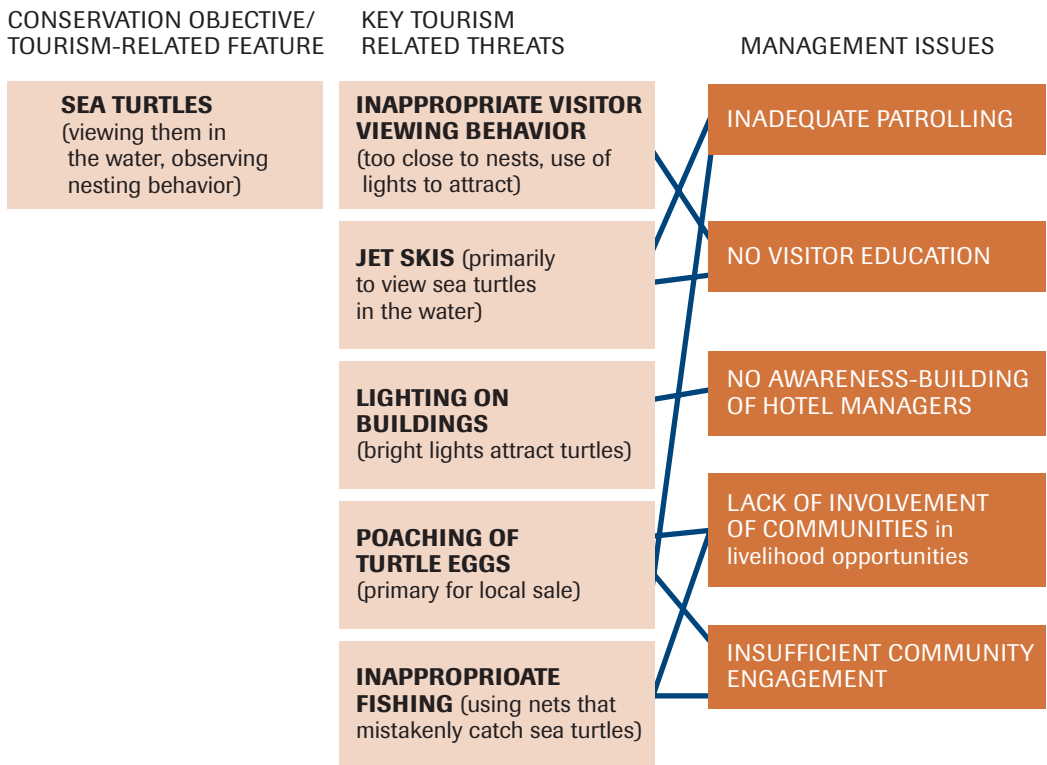 CONSERVATION OBJECTIVE/
TOURISM-RELATED FEATURE
SEA TURTLES
(viewing them in
the water, observing
nesting behavior)
KEY TOURISM
RELATED THREATS
INAPPROPRIATE VISITOR
VIEWING BEHAVIOR
(too close to nests, use of
lights to attract)
JET SKIS (primarily
to view sea turtles
in the water)
LIGHTING ON
BUILDINGS
(bright lights attract turtles)
POACHING OF
TURTLE EGGS
(primary for local sale)
INAPPROPRIOATE
FISHING (using nets that
mistakenly catch sea turtles)
MANAGEMENT ISSUES
INADEQUATE PATROLLING
NO VISITOR EDUCATION
NO AWARENESS-BUILDING
OF HOTEL MANAGERS
LACK OF INVOLVEMENT
OF COMMUNITIES in
livelihood opportunities
INSUFFICIENT COMMUNITY
ENGAGEMENT